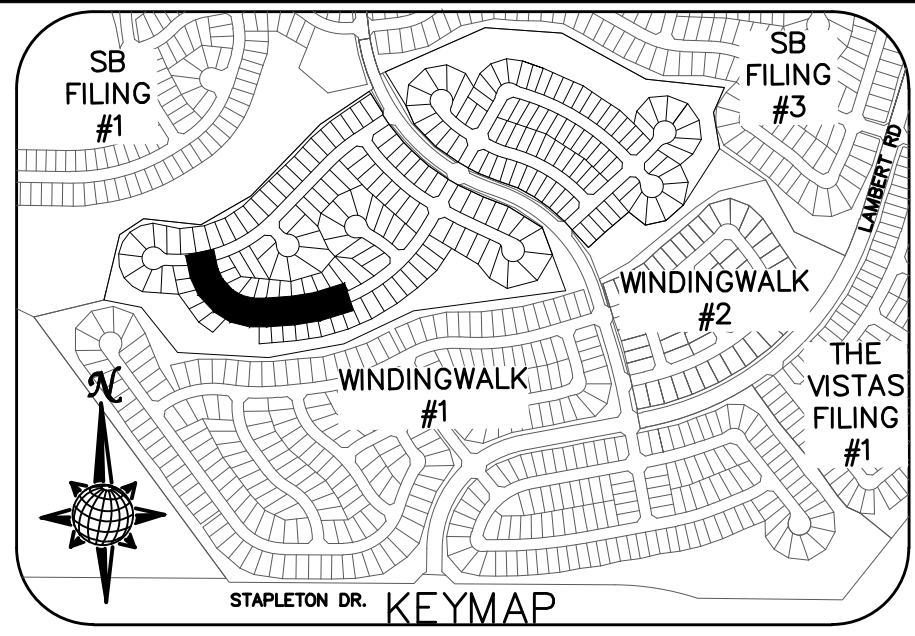 SB
FILING
#1
SB
FILING
#3
LAMBERT RD
WINDINGWALK
#2
THE
VISTAS
FILING
#1
WINDINGWALK
#1
N
STAPLETON DR.
KEYMAP